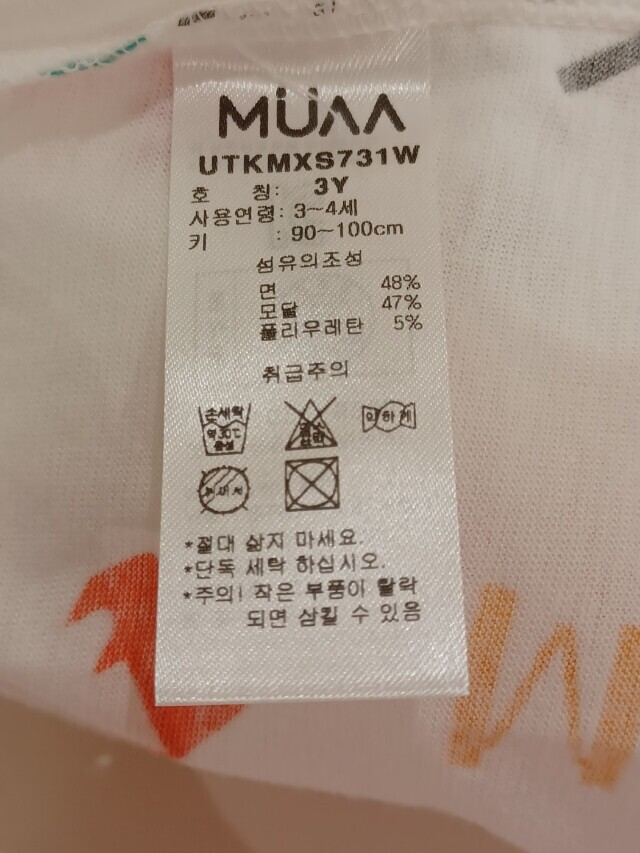 MÜAA
UTKMXS731W
호 칭: 3Y
사용연령: 3~4세
키 : 90~100cm
섬유의조성
면 48%
모달 47%
폴리우레탄 5%
취급주의
손세탁 약하게
약30℃
중성
*절대 삶지 마세요.
*단독 세탁 하십시오.
*주의! 작은 부품이 탈락
되면 삼킬 수 있음